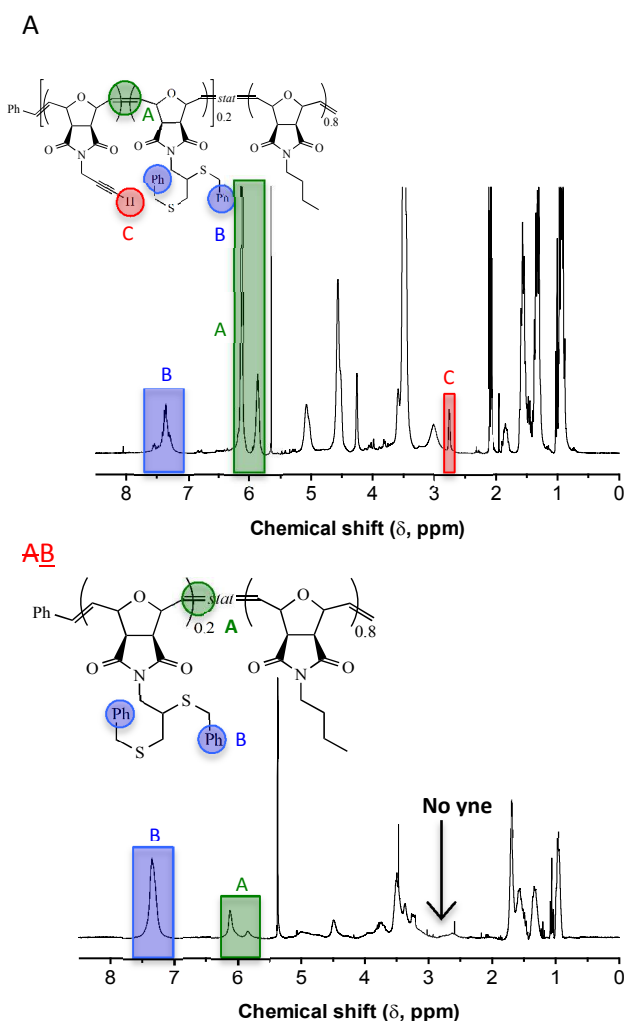 A
O
O
O
Ph
A
stat
0.2
0.8
O
N
O
O
N
O
O
N
O
Ph
S
H
S
Ph
C
B
A
B
C
8 7 6 5 4 3 2 1 0
Chemical shift (δ, ppm)
AB
O
O
Ph
stat
0.2
A
0.8
O
N
O
O
N
O
S
Ph
Ph
B
S
No yne
B
A
8 7 6 5 4 3 2 1 0
Chemical shift (δ, ppm)